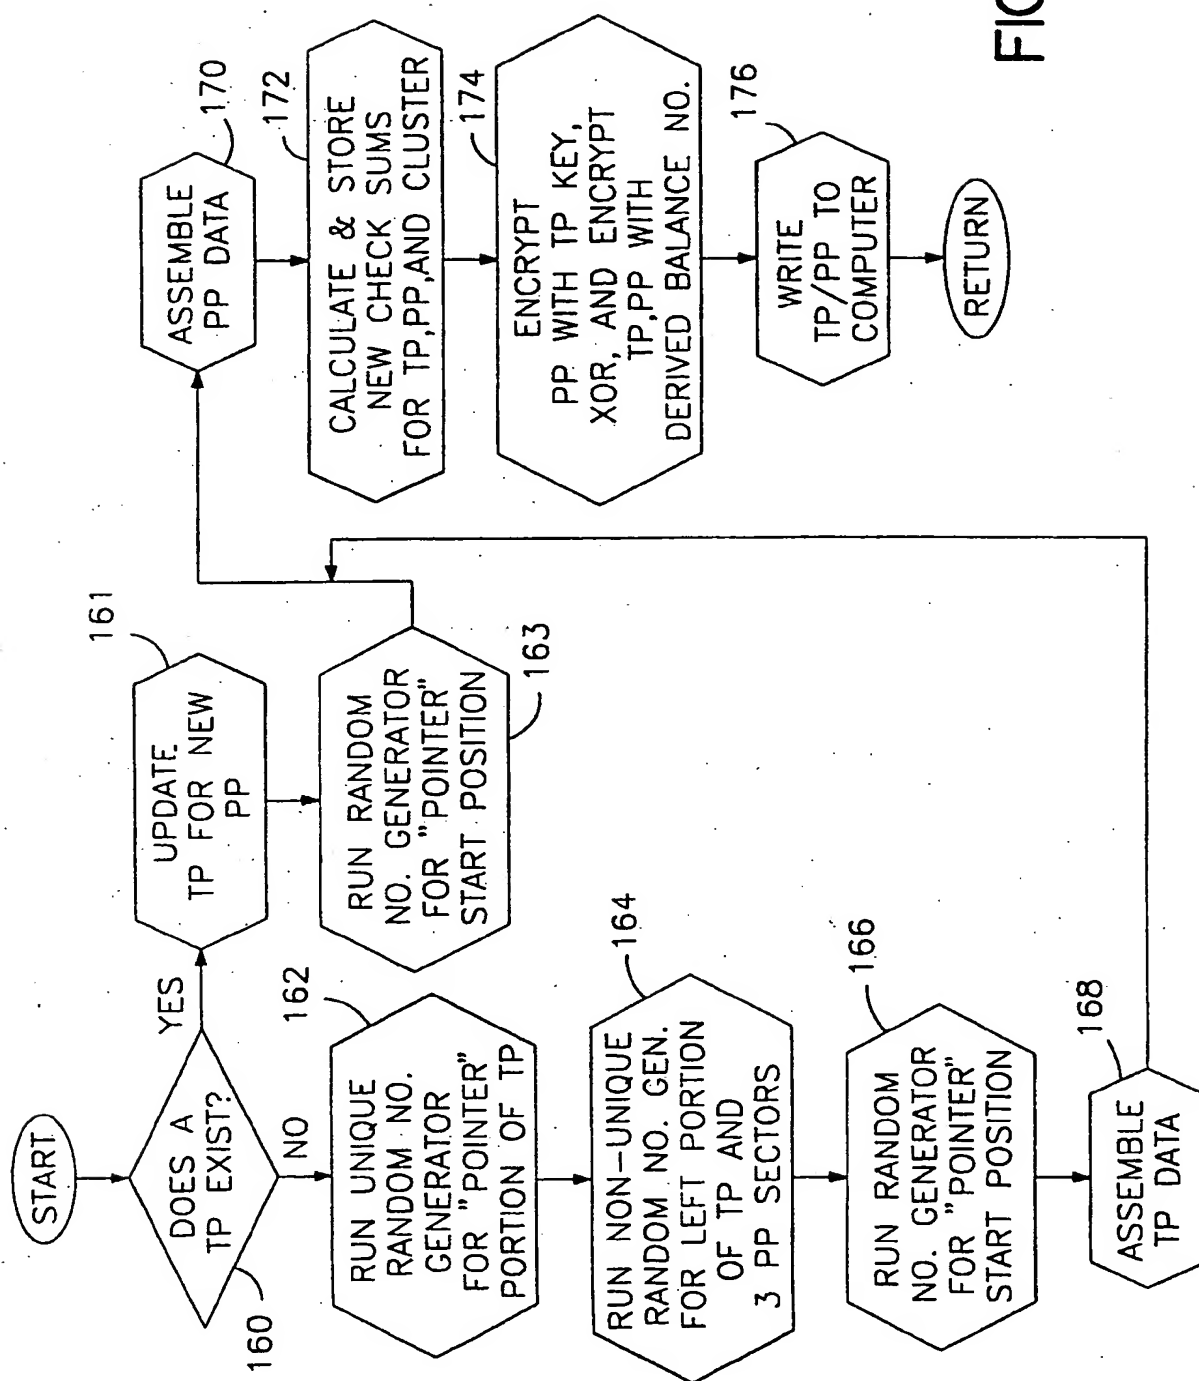 START
DOES A
TP EXIST?
160
YES
NO
UPDATE
TP FOR NEW
PP
161
RUN RANDOM
NO. GENERATOR
FOR "POINTER"
START POSITION
163
RUN UNIQUE
RANDOM NO.
GENERATOR
FOR "POINTER"
PORTION OF TP
162
RUN NON-UNIQUE
RANDOM NO. GEN.
FOR LEFT PORTION
OF TP AND
3 PP SECTORS
164
RUN RANDOM
NO. GENERATOR
FOR "POINTER"
START POSITION
166
ASSEMBLE
TP DATA
168
ASSEMBLE
PP DATA
170
CALCULATE & STORE
NEW CHECK SUMS
FOR TP,PP,AND CLUSTER
172
ENCRYPT
PP WITH TP KEY,
XOR, AND ENCRYPT
TP,PP WITH
DERIVED BALANCE NO.
174
WRITE
TP/PP TO
COMPUTER
176
RETURN